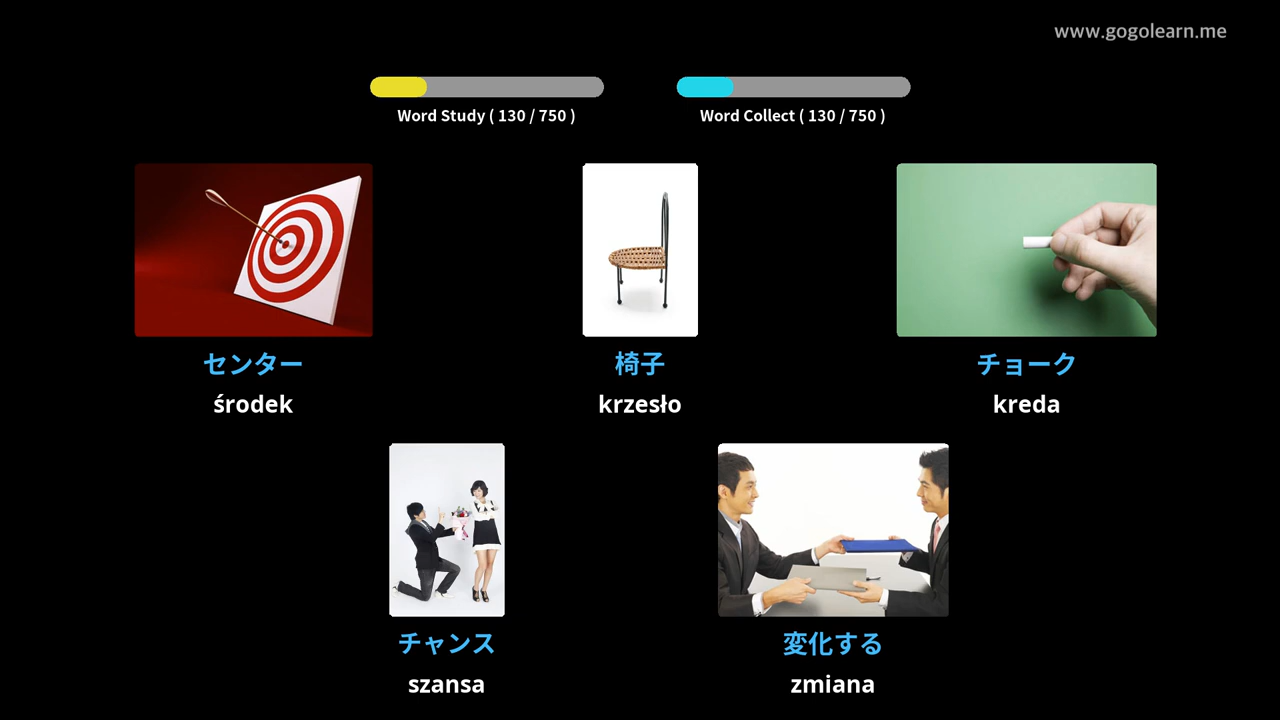 www.gogolearn.me
Word Study ( 130 / 750 )
Word Collect ( 130 / 750 )
センター
środek
椅子
krzesło
チョーク
kreda
チャンス
szansa
変化する
zmiana